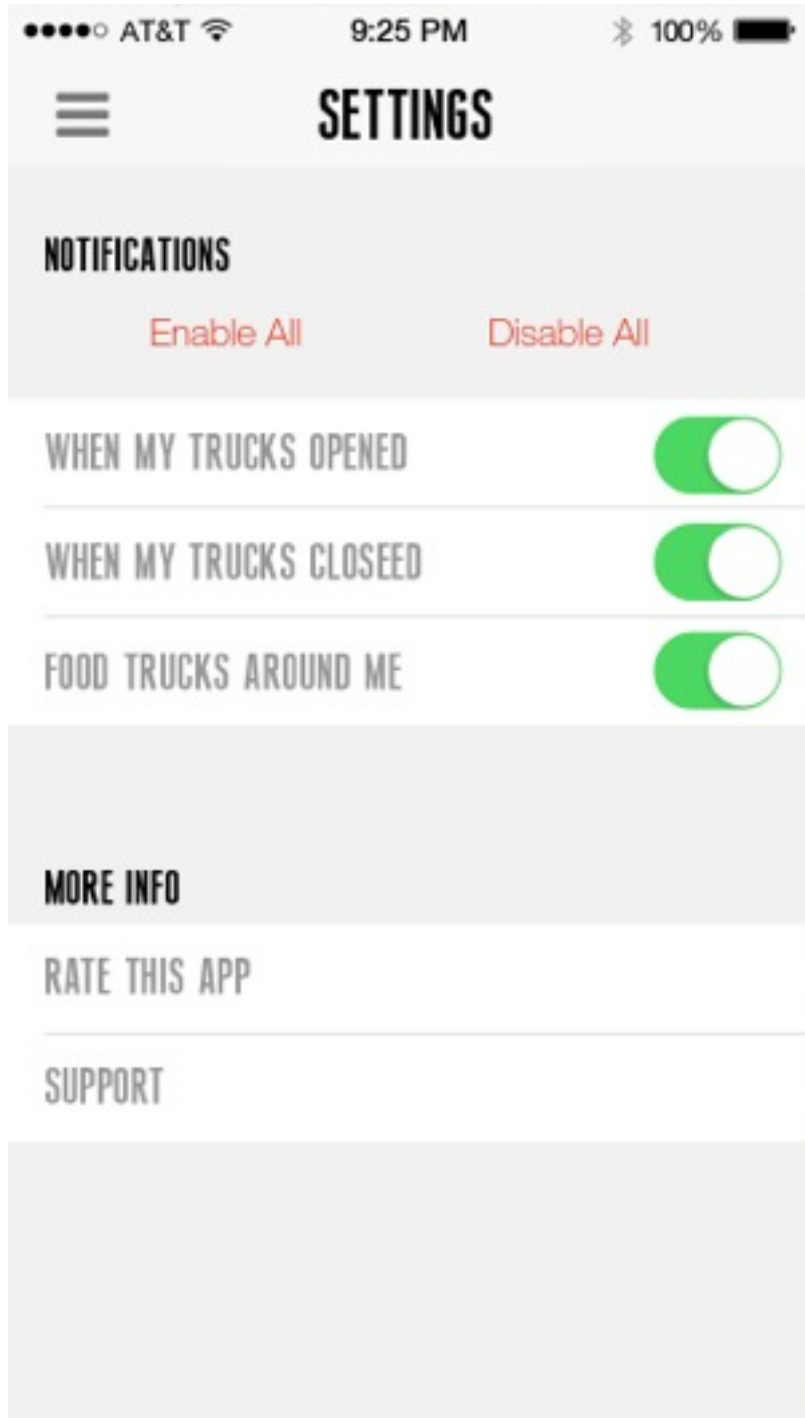 AT&T 9:25 PM 100%
SETTINGS
NOTIFICATIONS
Enable All Disable All
WHEN MY TRUCKS OPENED
WHEN MY TRUCKS CLOSEED
FOOD TRUCKS AROUND ME
MORE INFO
RATE THIS APP
SUPPORT